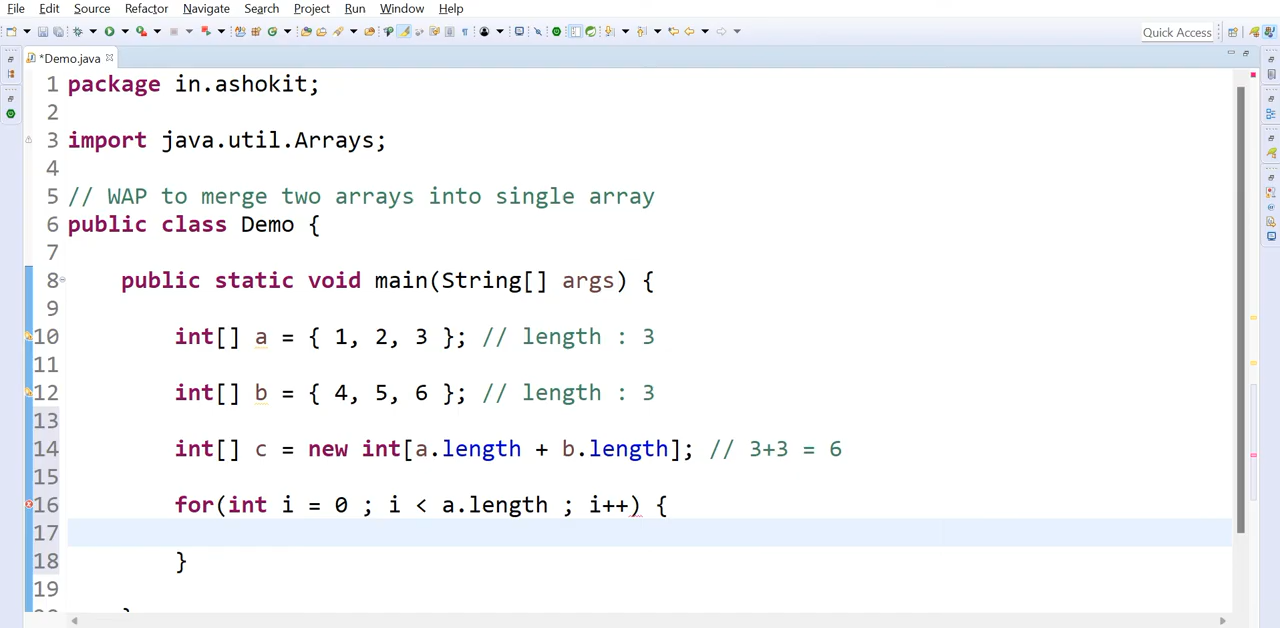 File Edit Source Refactor Navigate Search Project Run Window Help
Quick Access
*Demo.java
1 package in.ashokit;
2
3 import java.util.Arrays;
4
5 // WAP to merge two arrays into single array
6 public class Demo {
7
8 public static void main(String[] args) {
9
10 int[] a = { 1, 2, 3 }; // length : 3
11
12 int[] b = { 4, 5, 6 }; // length : 3
13
14 int[] c = new int[a.length + b.length]; // 3+3 = 6
15
16 for(int i = 0 ; i < a.length ; i++) {
17
18 }
19